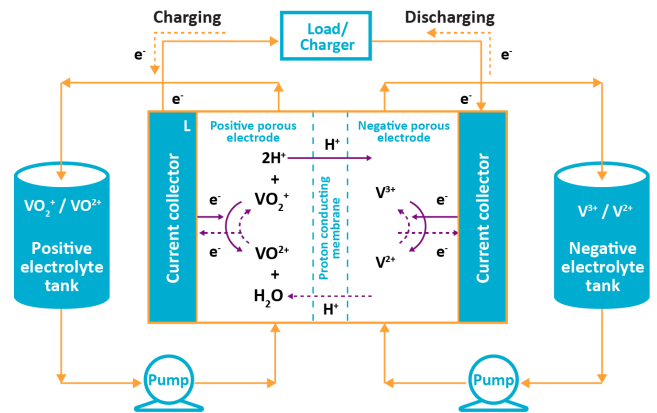 Charging
Load/
Charger
Discharging
e⁻
e⁻
e⁻
e⁻
L
Positive porous
electrode
Negative porous
electrode
2H⁺
H⁺
+
VO₂⁺
VO²⁺
+
H₂O
H⁺
e⁻
e⁻
V³⁺
V²⁺
e⁻
e⁻
Current collector
Proton conducting
membrane
Current collector
VO₂⁺ / VO²⁺
Positive
electrolyte
tank
V³⁺ / V²⁺
Negative
electrolyte
tank
Pump
Pump